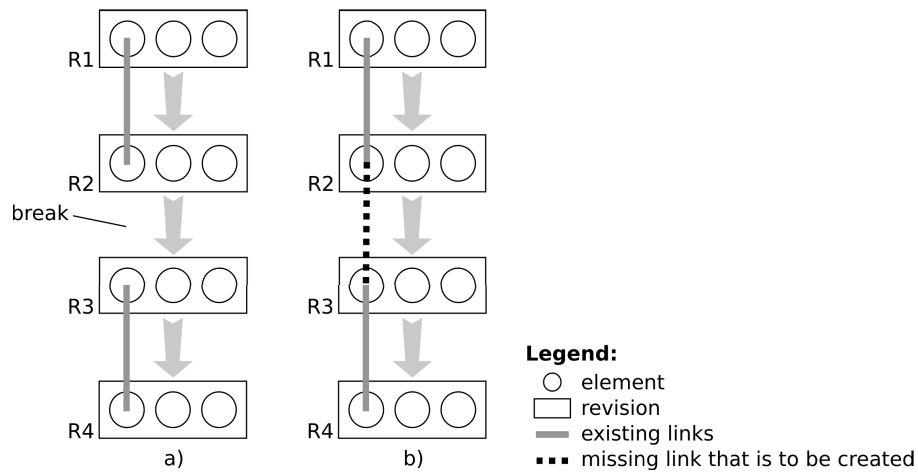 R1
R2
break
R3
R4
a)
R1
R2
R3
R4
b)
Legend:
element
revision
existing links
missing link that is to be created